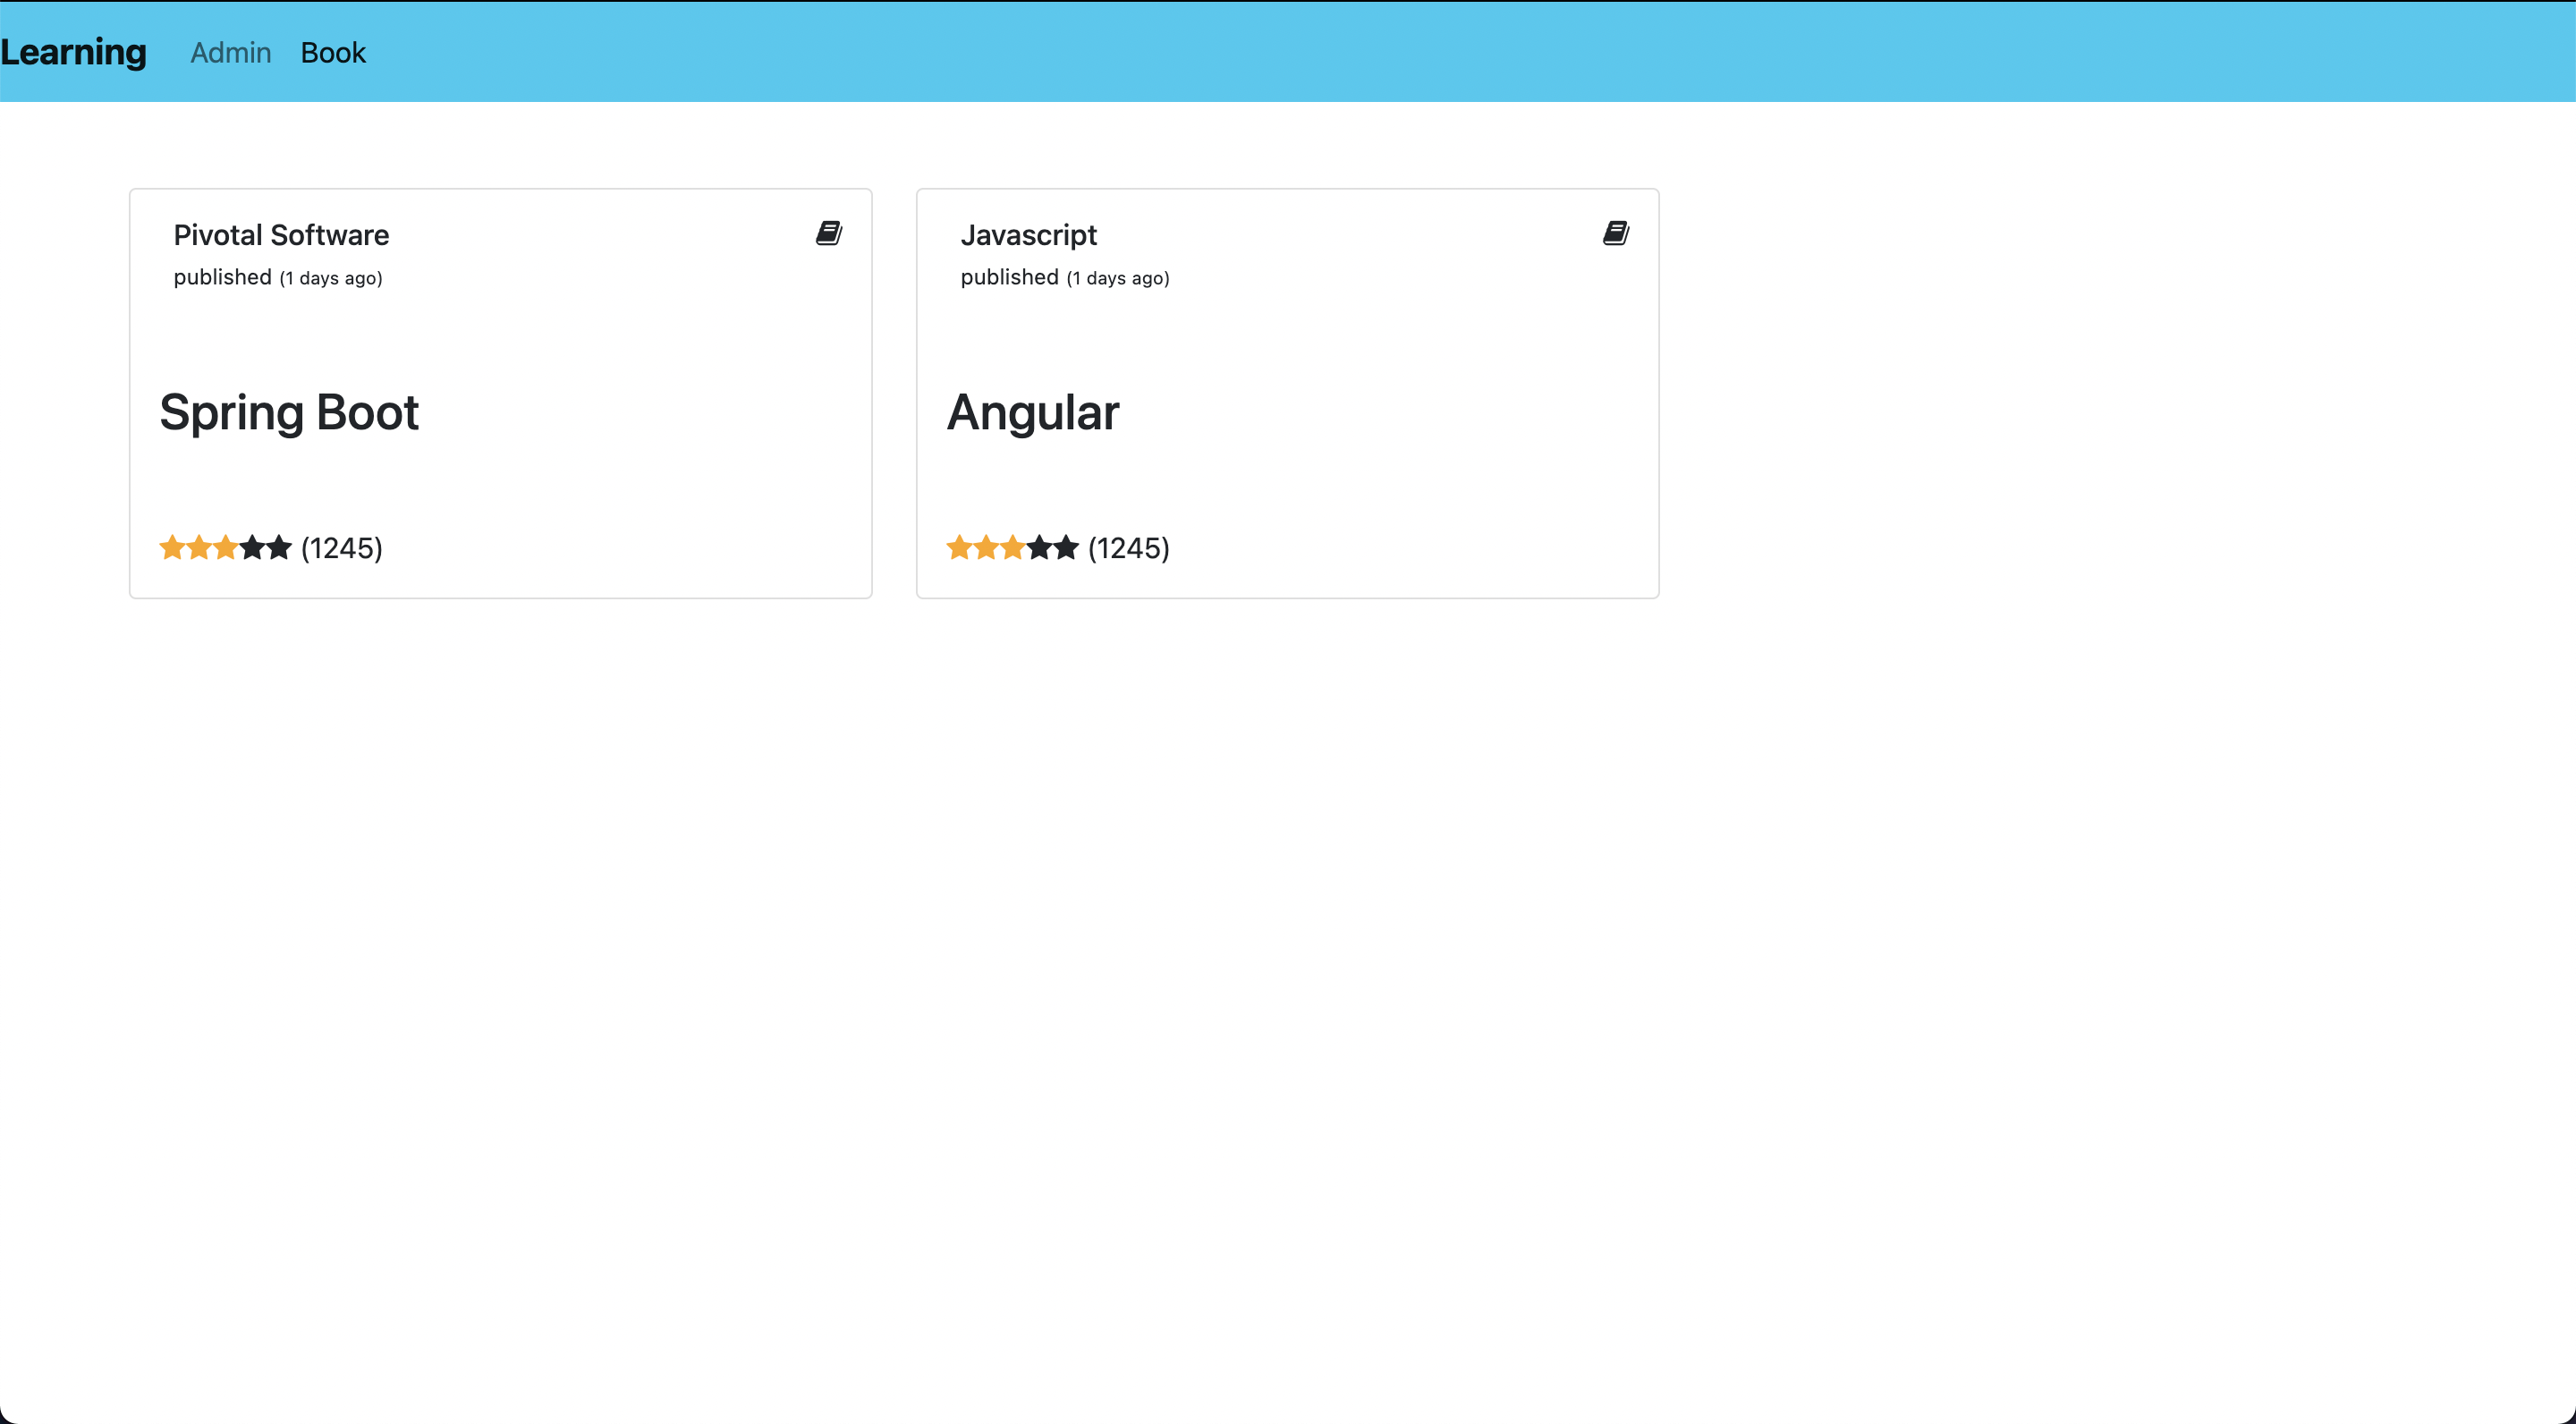 Learning Admin Book
Pivotal Software
published (1 days ago)
Spring Boot
(1245)
Javascript
published (1 days ago)
Angular
(1245)